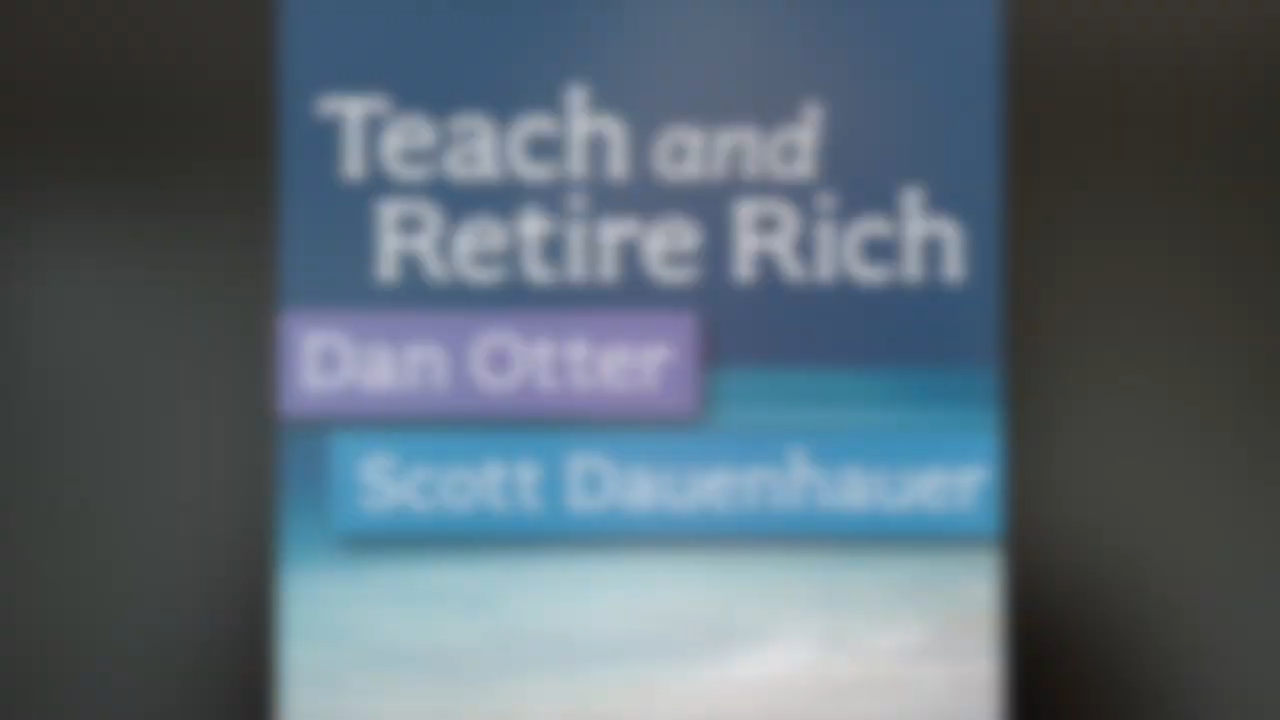 Teach and
Retire Rich
Dan Otter
Scott Dauenhauer